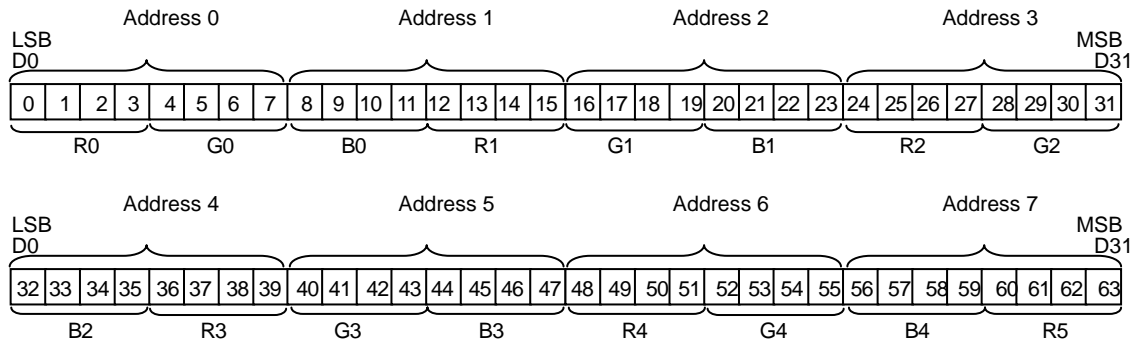 Address 0 Address 1 Address 2 Address 3
LSB MSB
D0 D31
0 1 2 3 4 5 6 7 8 9 10 11 12 13 14 15 16 17 18 19 20 21 22 23 24 25 26 27 28 29 30 31
R0 G0 B0 R1 G1 B1 R2 G2
Address 4 Address 5 Address 6 Address 7
LSB MSB
D0 D31
32 33 34 35 36 37 38 39 40 41 42 43 44 45 46 47 48 49 50 51 52 53 54 55 56 57 58 59 60 61 62 63
B2 R3 G3 B3 R4 G4 B4 R5